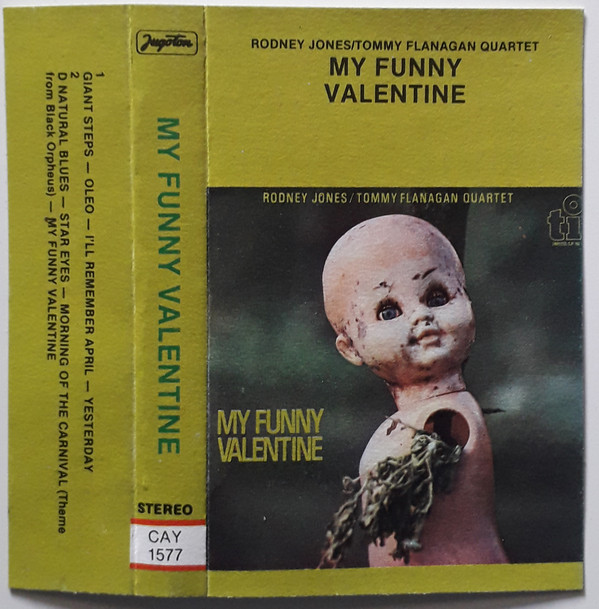 1
GIANT STEPS — OLEO — I'LL REMEMBER APRIL — YESTERDAY
2
D NATURAL BLUES — STAR EYES — MORNING OF THE CARNIVAL (Theme
from Black Orpheus) — MY FUNNY VALENTINE
Jugoton
MY FUNNY VALENTINE
STEREO
CAY
1577
RODNEY JONES/TOMMY FLANAGAN QUARTET
MY FUNNY
VALENTINE
RODNEY JONES/TOMMY FLANAGAN QUARTET
ti
MY FUNNY
VALENTINE